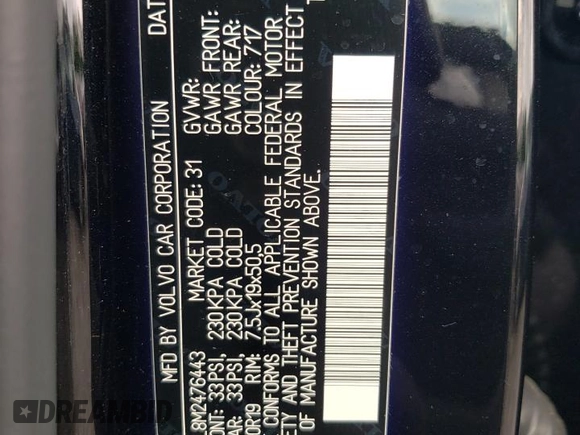 MFD BY VOLVO CAR CORPORATION DAT
MARKET CODE: 31 GVWR:
8M2476443 GAWR FRONT:
ONT: 33PSI, 230KPA COLD GAWR REAR:
AR: 33PSI, 230KPA COLD COLOUR: 717
0R19 RIM: 7.5Jx19x50,5
CONFORMS TO ALL APPLICABLE FEDERAL MOTOR
ETY AND THEFT PREVENTION STANDARDS IN EFFECT
OF MANUFACTURE SHOWN ABOVE.
VOLVO
DREAMBID